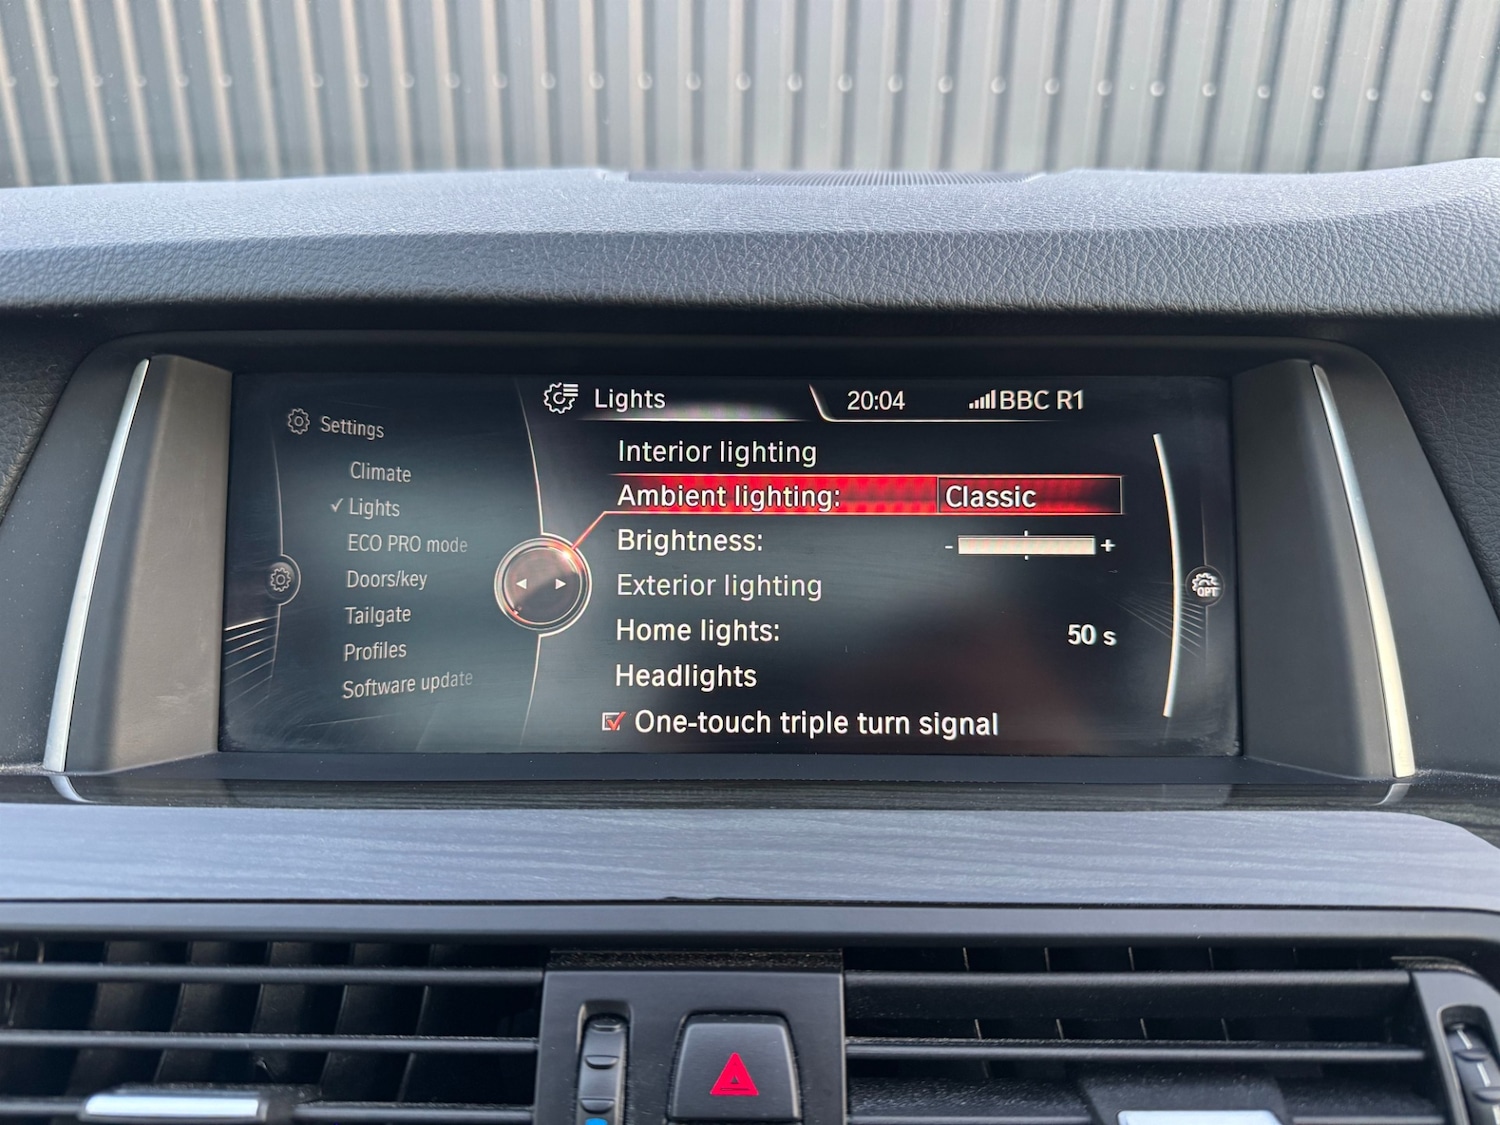 Lights 20:04 BBC R1
Settings
Climate
✓ Lights
ECO PRO mode
Doors/key
Tailgate
Profiles
Software update
Interior lighting
Ambient lighting: Classic
Brightness: - +
Exterior lighting
Home lights: 50 s
Headlights
One-touch triple turn signal
OPT